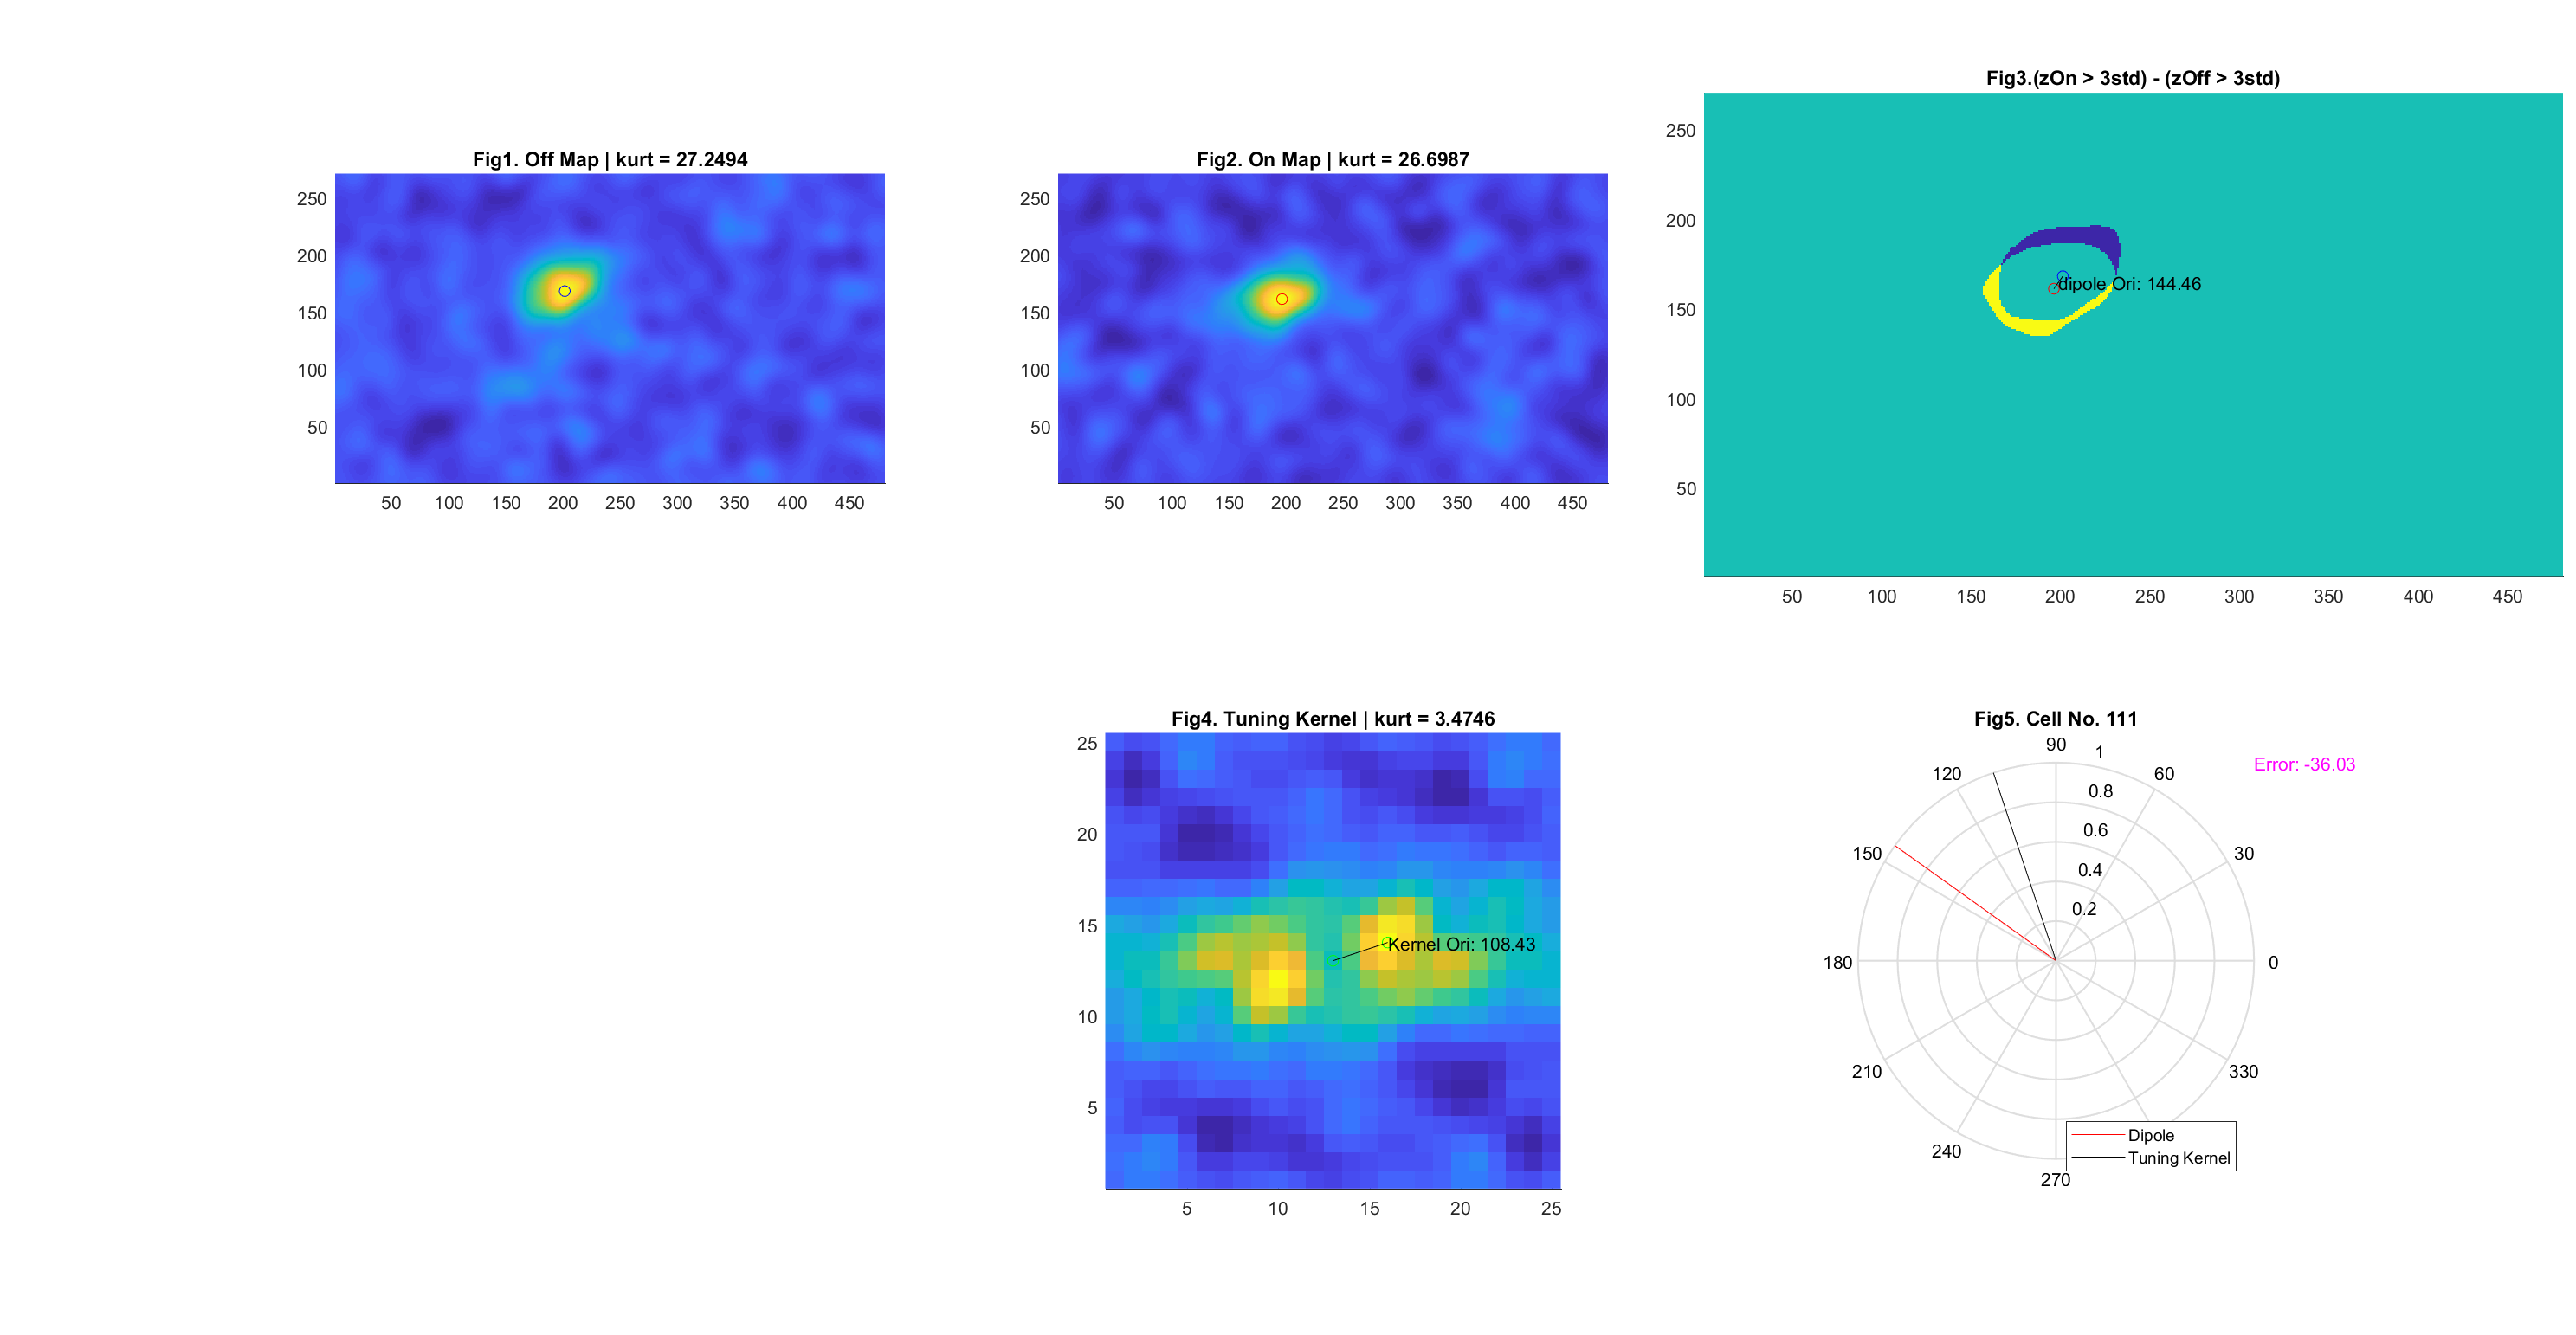 Fig1. Off Map | kurt = 27.2494
250
200
150
100
50
50 100 150 200 250 300 350 400 450
Fig2. On Map | kurt = 26.6987
250
200
150
100
50
50 100 150 200 250 300 350 400 450
Fig3.(zOn > 3std) - (zOff > 3std)
250
200
150
100
50
dipole Ori: 144.46
50 100 150 200 250 300 350 400 450
Fig4. Tuning Kernel | kurt = 3.4746
25
20
15
10
5
Kernel Ori: 108.43
5 10 15 20 25
Fig5. Cell No. 111
Error: -36.03
90
1
120
60
0.8
0.6
150
30
0.4
0.2
180
0
210
330
240
270
Dipole
Tuning Kernel